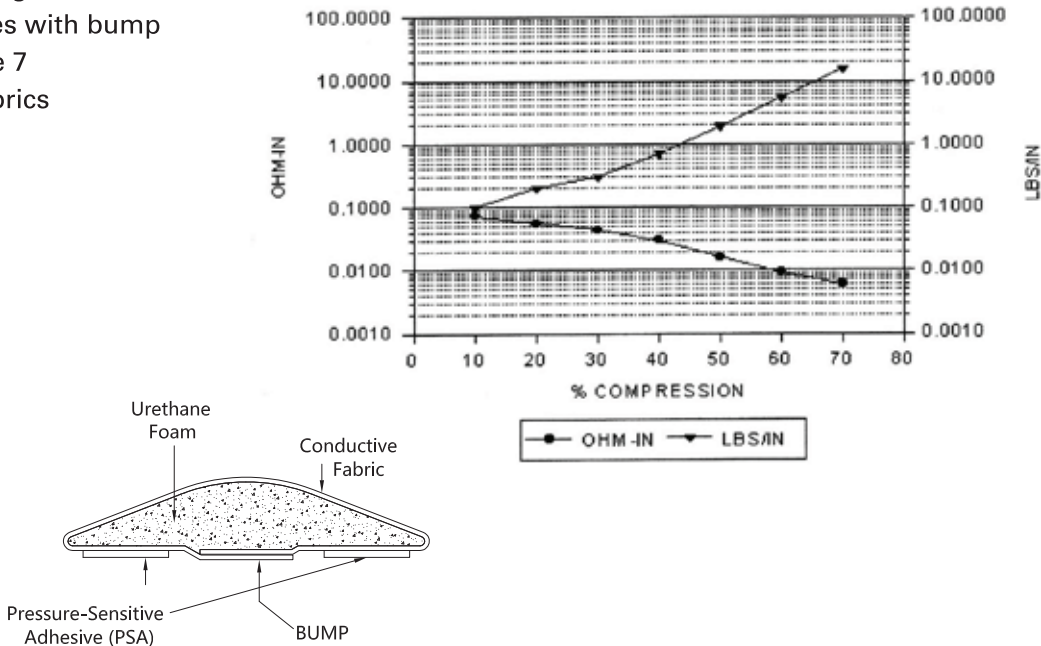 es with bump
e 7
brics
100.0000
10.0000
1.0000
0.1000
0.0100
0.0010
OHM-IN
100.0000
10.0000
1.0000
0.1000
0.0100
0.0010
LBS/IN
0 10 20 30 40 50 60 70 80
% COMPRESSION
OHM-IN LBS/IN
Urethane
Foam
Conductive
Fabric
Pressure-Sensitive
Adhesive (PSA)
BUMP